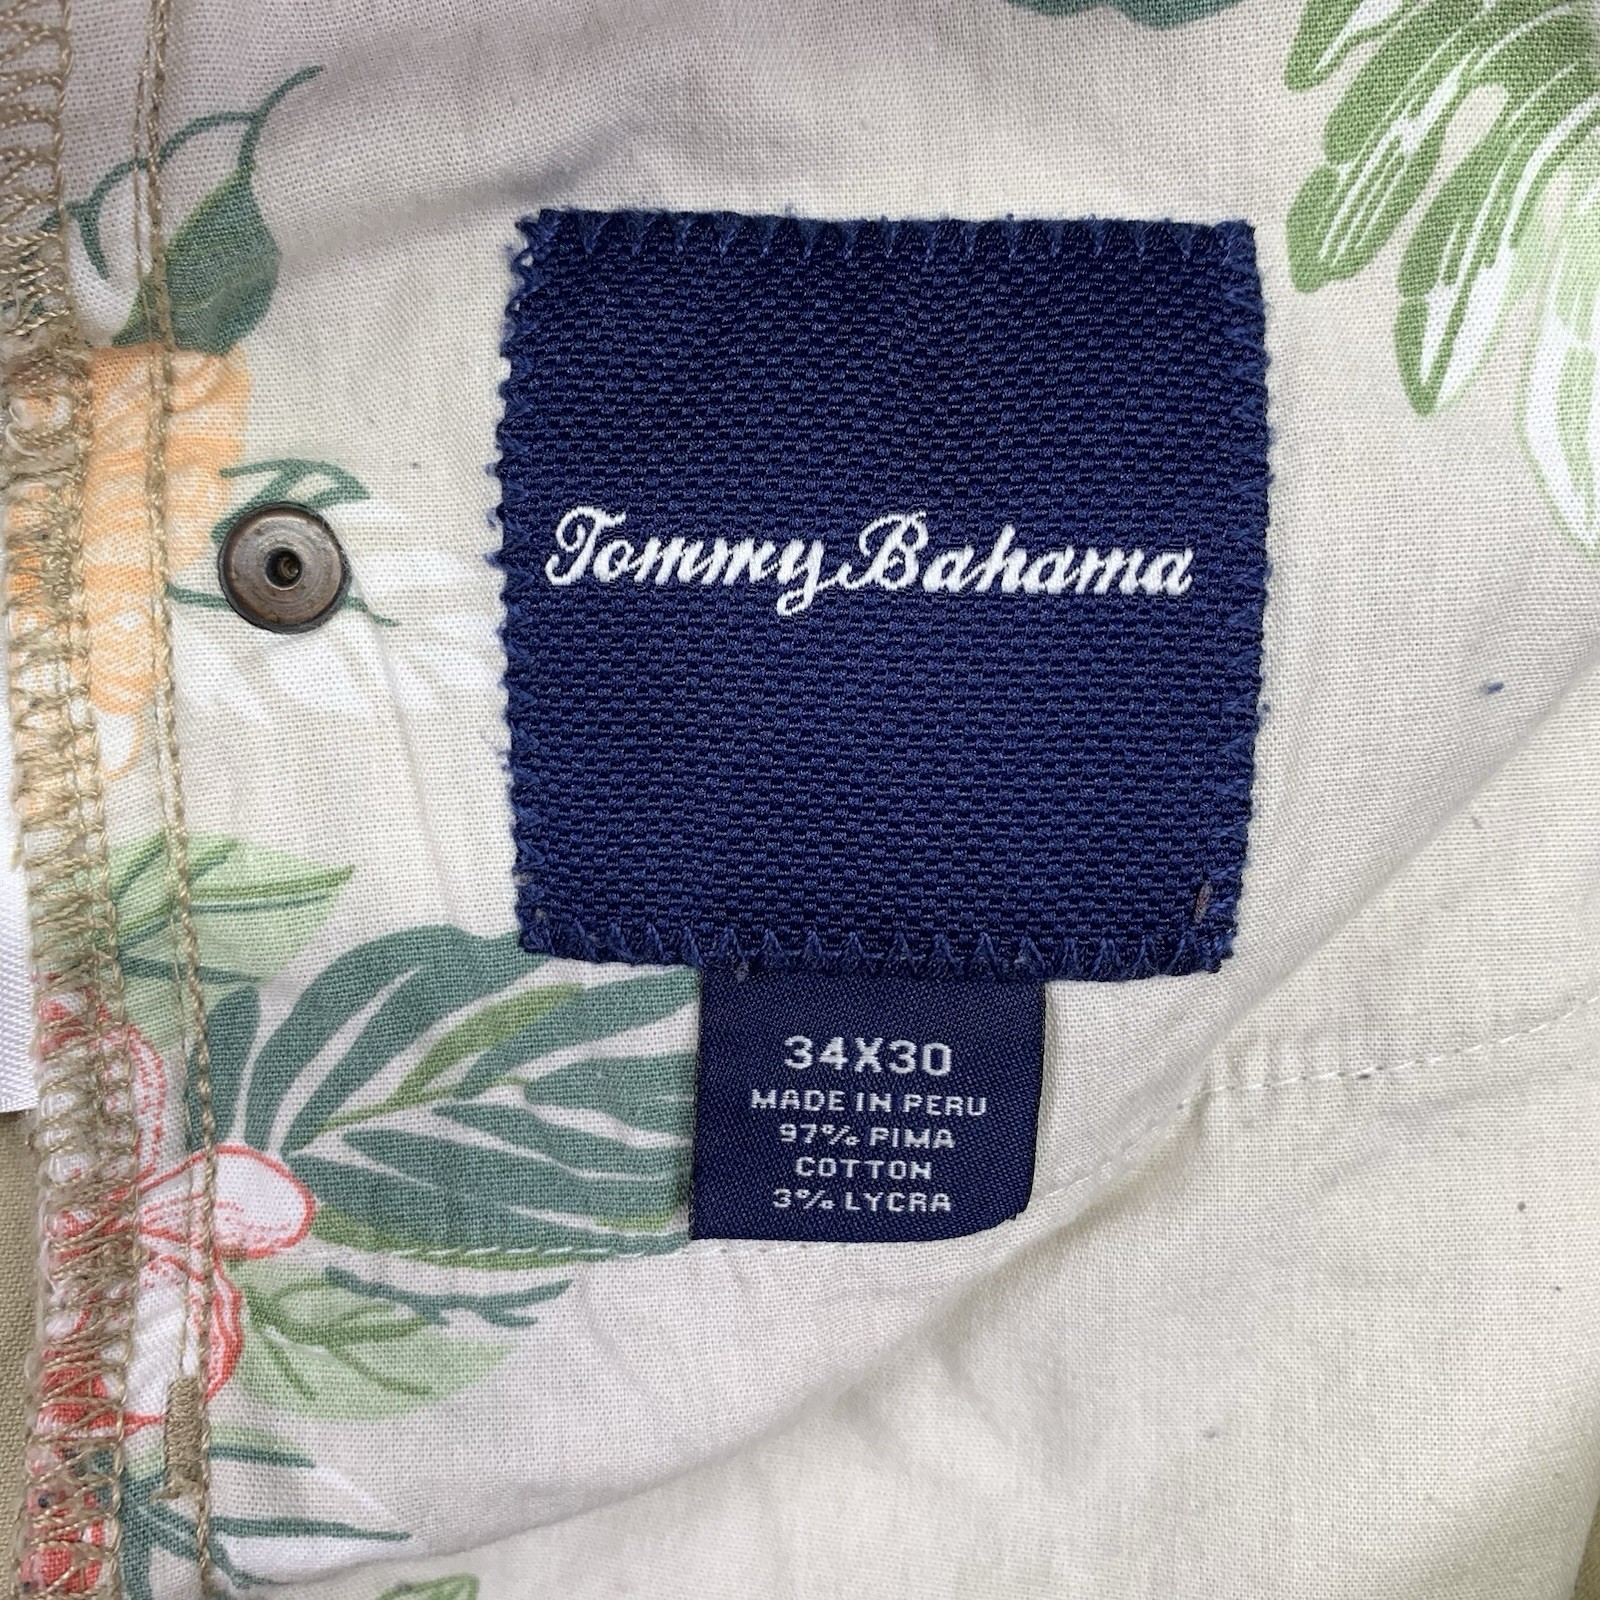 Tommy Bahama
34X30
MADE IN PERU
97% PIMA
COTTON
3% LYCRA